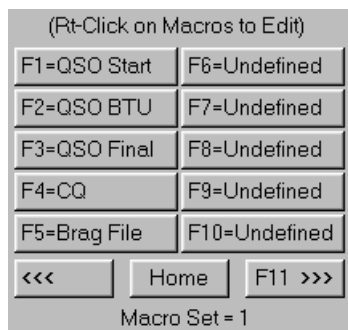 (Rt-Click on Macros to Edit)
F1=QSO Start F6=Undefined
F2=QSO BTU F7=Undefined
F3=QSO Final F8=Undefined
F4=CQ F9=Undefined
F5=Brag File F10=Undefined
<<< Home F11 >>>
Macro Set = 1